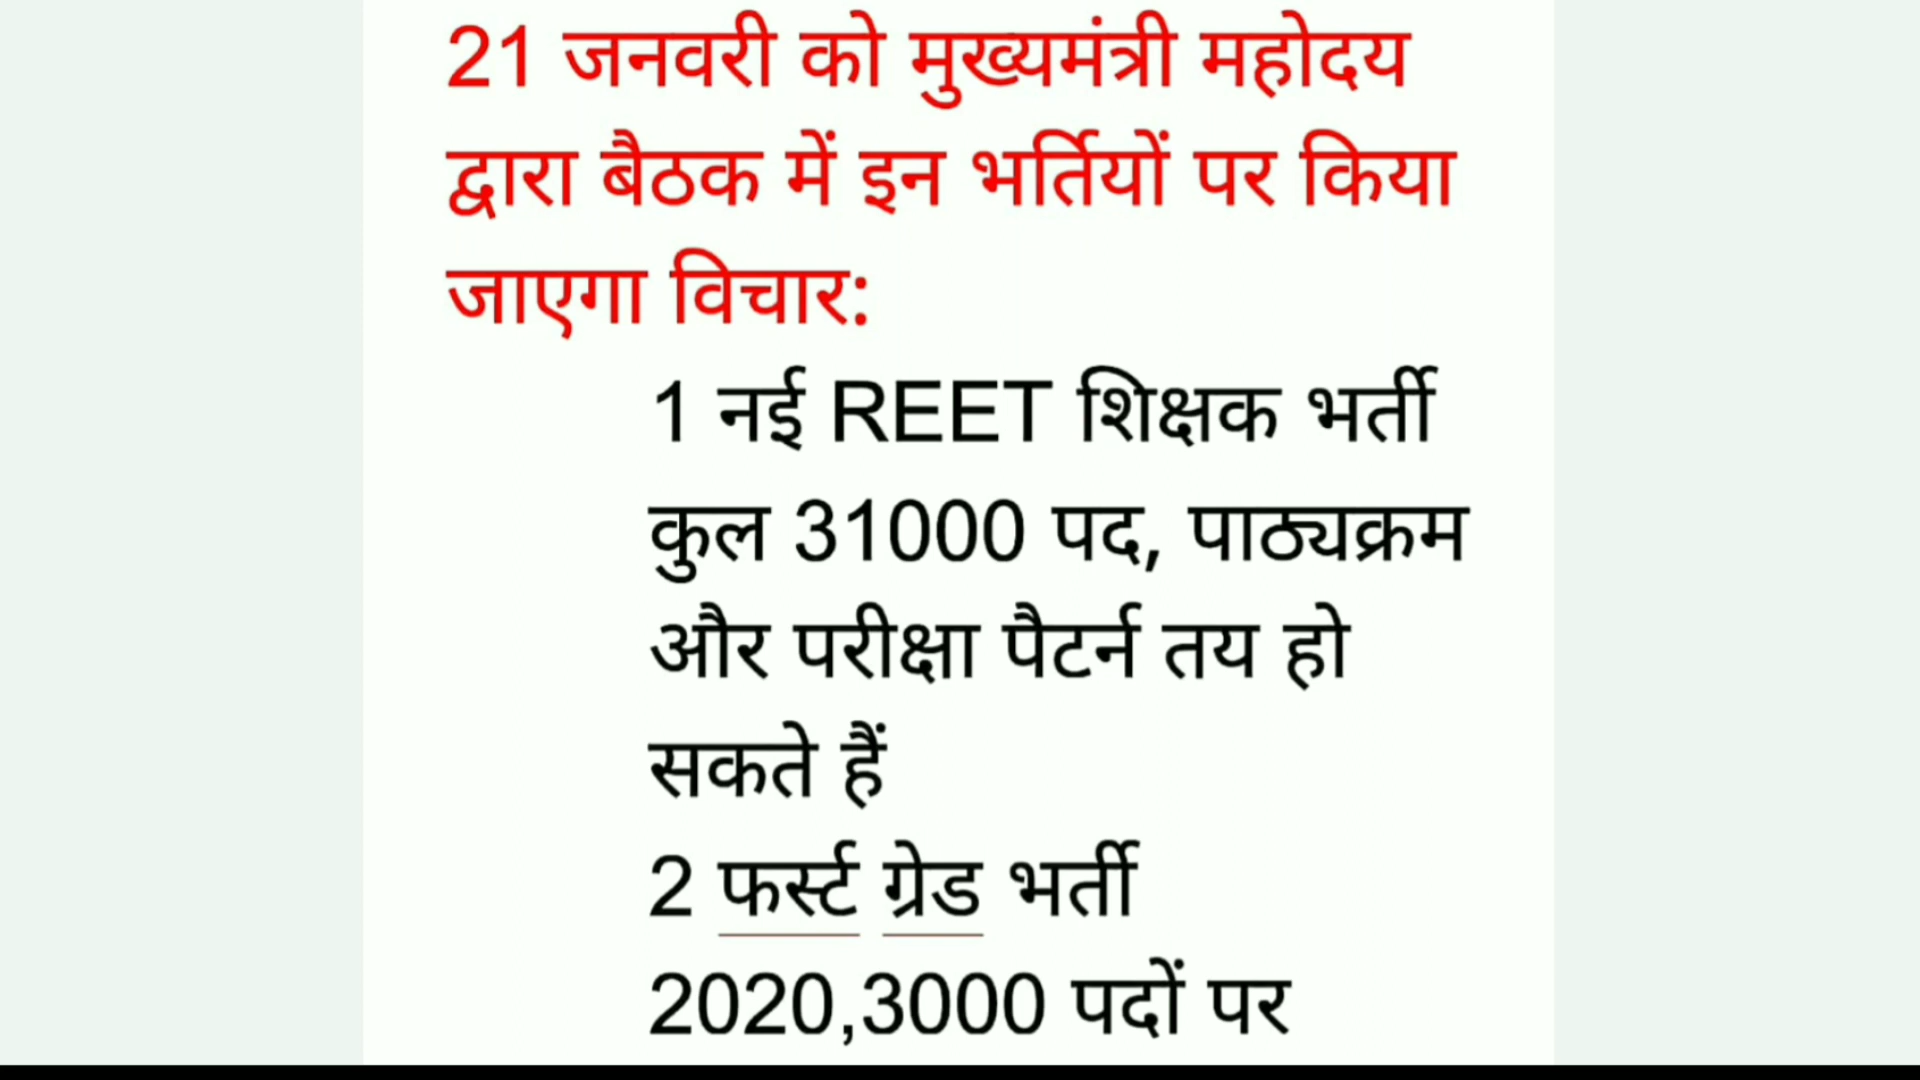 21 जनवरी को मुख्यमंत्री महोदय
द्वारा बैठक में इन भर्तियों पर किया
जाएगा विचार:
1 नई REET शिक्षक भर्ती
कुल 31000 पद, पाठ्यक्रम
और परीक्षा पैटर्न तय हो
सकते हैं
2 फर्स्ट ग्रेड भर्ती
2020,3000 पदों पर